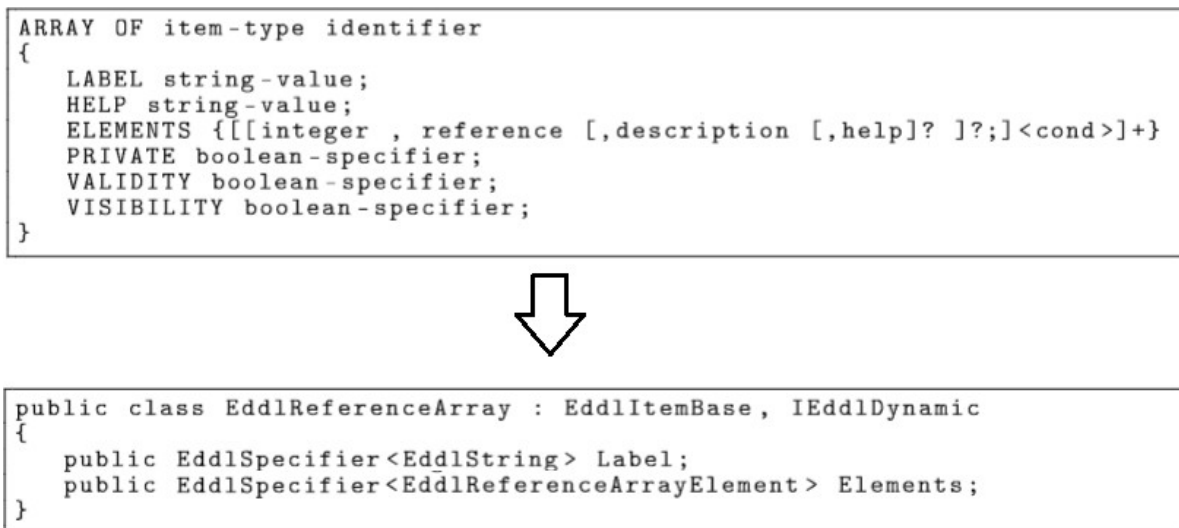 ARRAY OF item-type identifier
{
LABEL string-value;
HELP string-value;
ELEMENTS {[[integer , reference [,description [,help]? ]?;]<cond>]+}
PRIVATE boolean-specifier;
VALIDITY boolean-specifier;
VISIBILITY boolean-specifier;
}
public class EddlReferenceArray : EddlItemBase, IEddlDynamic
{
public EddlSpecifier<EddlString> Label;
public EddlSpecifier<EddlReferenceArrayElement> Elements;
}